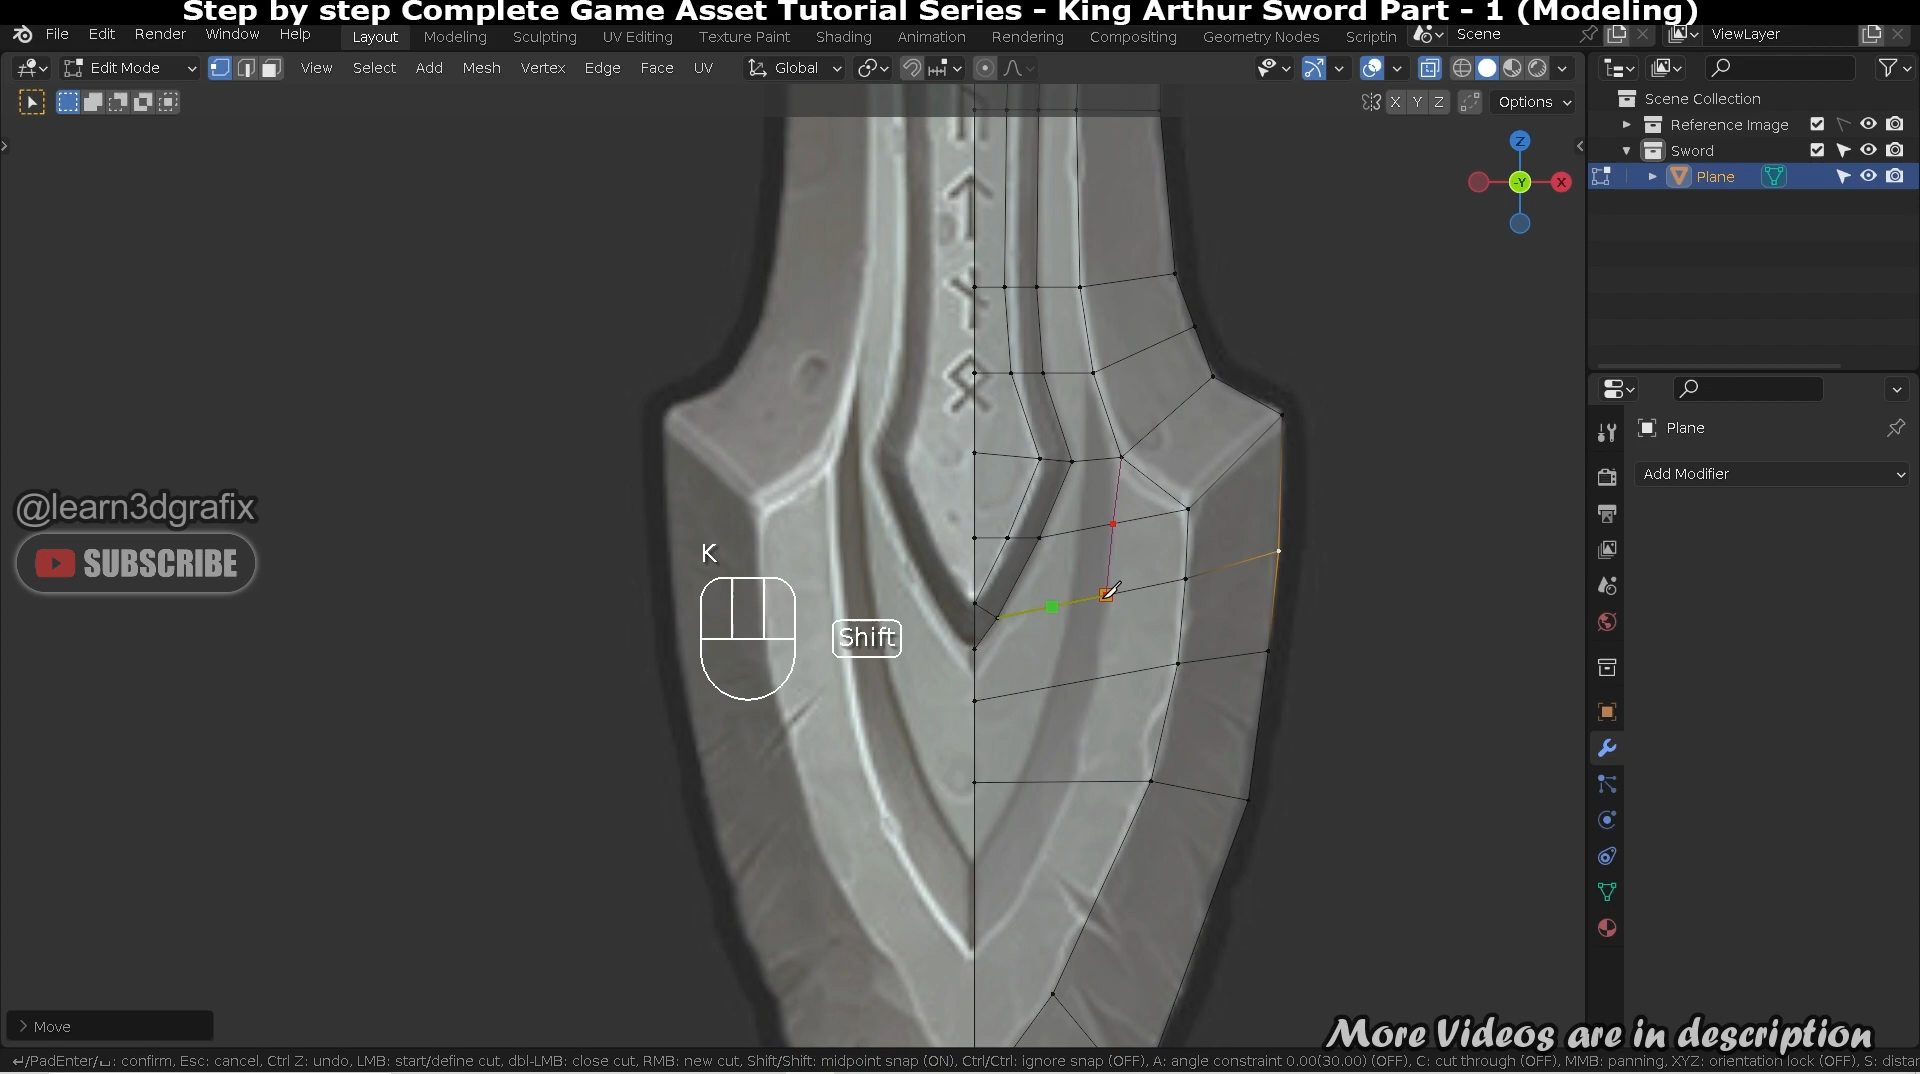 Step by step Complete Game Asset Tutorial Series - King Arthur Sword Part - 1 (Modeling)
File Edit Render Window Help Layout Modeling Sculpting UV Editing Texture Paint Shading Animation Rendering Compositing Geometry Nodes Scriptin Scene ViewLayer
Edit Mode View Select Add Mesh Vertex Edge Face UV Global
X Y Z Options
Scene Collection
Reference Image
Sword
Plane
Z
-Y X
Plane
Add Modifier
@learn3dgrafix
SUBSCRIBE
K
Shift
Move
More Videos are in description
/PadEnter/: confirm, Esc: cancel, Ctrl Z: undo, LMB: start/define cut, dbl-LMB: close cut, RMB: new cut, Shift/Shift: midpoint snap (ON), Ctrl/Ctrl: ignore snap (OFF), A: angle constraint 0.00(30.00) (OFF), C: cut through (OFF), MMB: panning, XYZ: orientation lock (OFF), S: distar